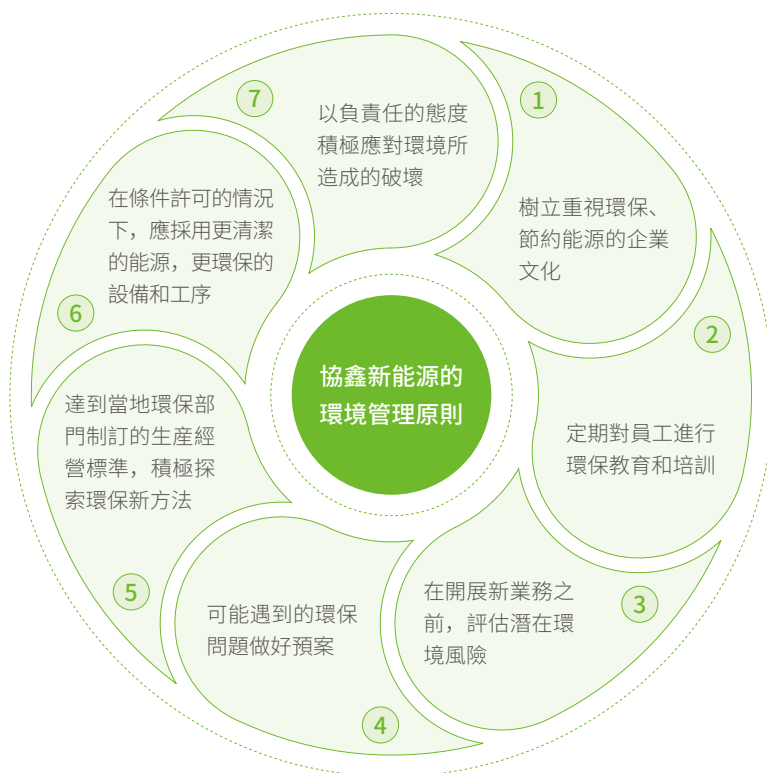 協鑫新能源的
環境管理原則
1
樹立重視環保、
節約能源的企業
文化
2
定期對員工進行
環保教育和培訓
3
在開展新業務之
前，評估潛在環
境風險
4
可能遇到的環保
問題做好預案
5
達到當地環保部
門制訂的生産經
營標準，積極探
索環保新方法
6
在條件許可的情況
下，應採用更清潔
的能源，更環保的
設備和工序
7
以負責任的態度
積極應對環境所
造成的破壞